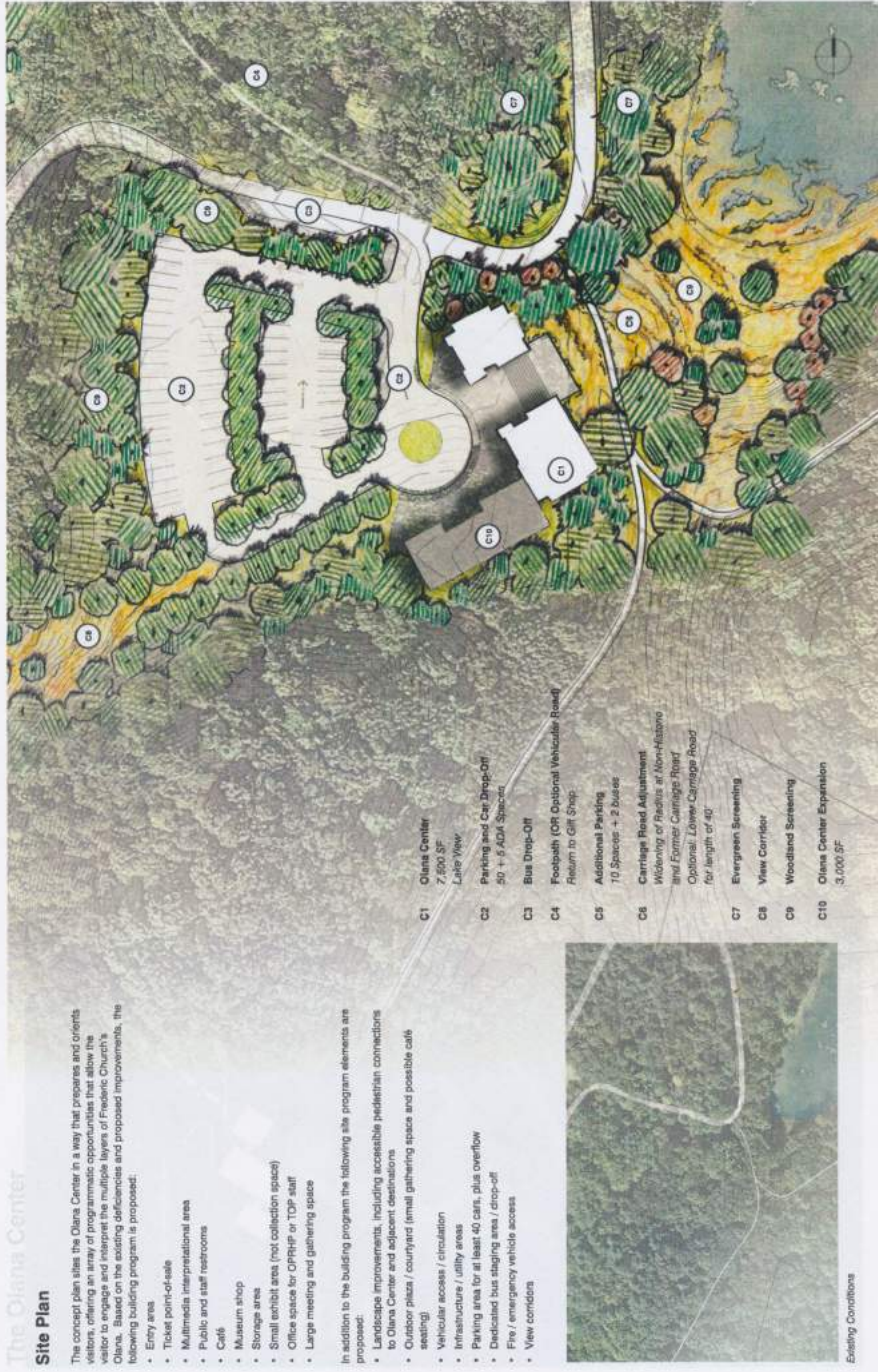 The Olana Center
Site Plan
The concept plan sites the Olana Center in a way that prepares and orients
visitors, offering an array of programmatic opportunities that allow the
visitor to engage and interpret the multiple layers of Frederic Church's
Olana. Based on the existing deficiencies and proposed improvements, the
following building program is proposed:
• Entry area
• Ticket point-of-sale
• Multimedia interpretational area
• Public and staff restrooms
• Café
• Museum shop
• Storage area
• Small exhibit area (not collection space)
• Office space for OPRHP or TOP staff
• Large meeting and gathering space
In addition to the building program the following site program elements are
proposed:
• Landscape improvements, including accessible pedestrian connections
to Olana Center and adjacent destinations
• Outdoor plaza / courtyard (small gathering space and possible café
seating)
• Vehicular access / circulation
• Infrastructure / utility areas
• Parking area for at least 40 cars, plus overflow
• Dedicated bus staging area / drop-off
• Fire / emergency vehicle access
• View corridors
Existing Conditions
C1 Olana Center
7,500 SF
Lake View
C2 Parking and Car Drop-Off
50 + 5 ADA Spaces
C3 Bus Drop-Off
C4 Footpath (OR Optional Vehicular Road)
Return to Gift Shop
C5 Additional Parking
10 Spaces + 2 buses
C6 Carriage Road Adjustment
Widening of Radius at Non-Historic
and Former Carriage Road
Optional: Lower Carriage Road
for length of 40'
C7 Evergreen Screening
C8 View Corridor
C9 Woodland Screening
C10 Olana Center Expansion
3,000 SF
C2
C3
C4
C2
C10
C1
C7
C7